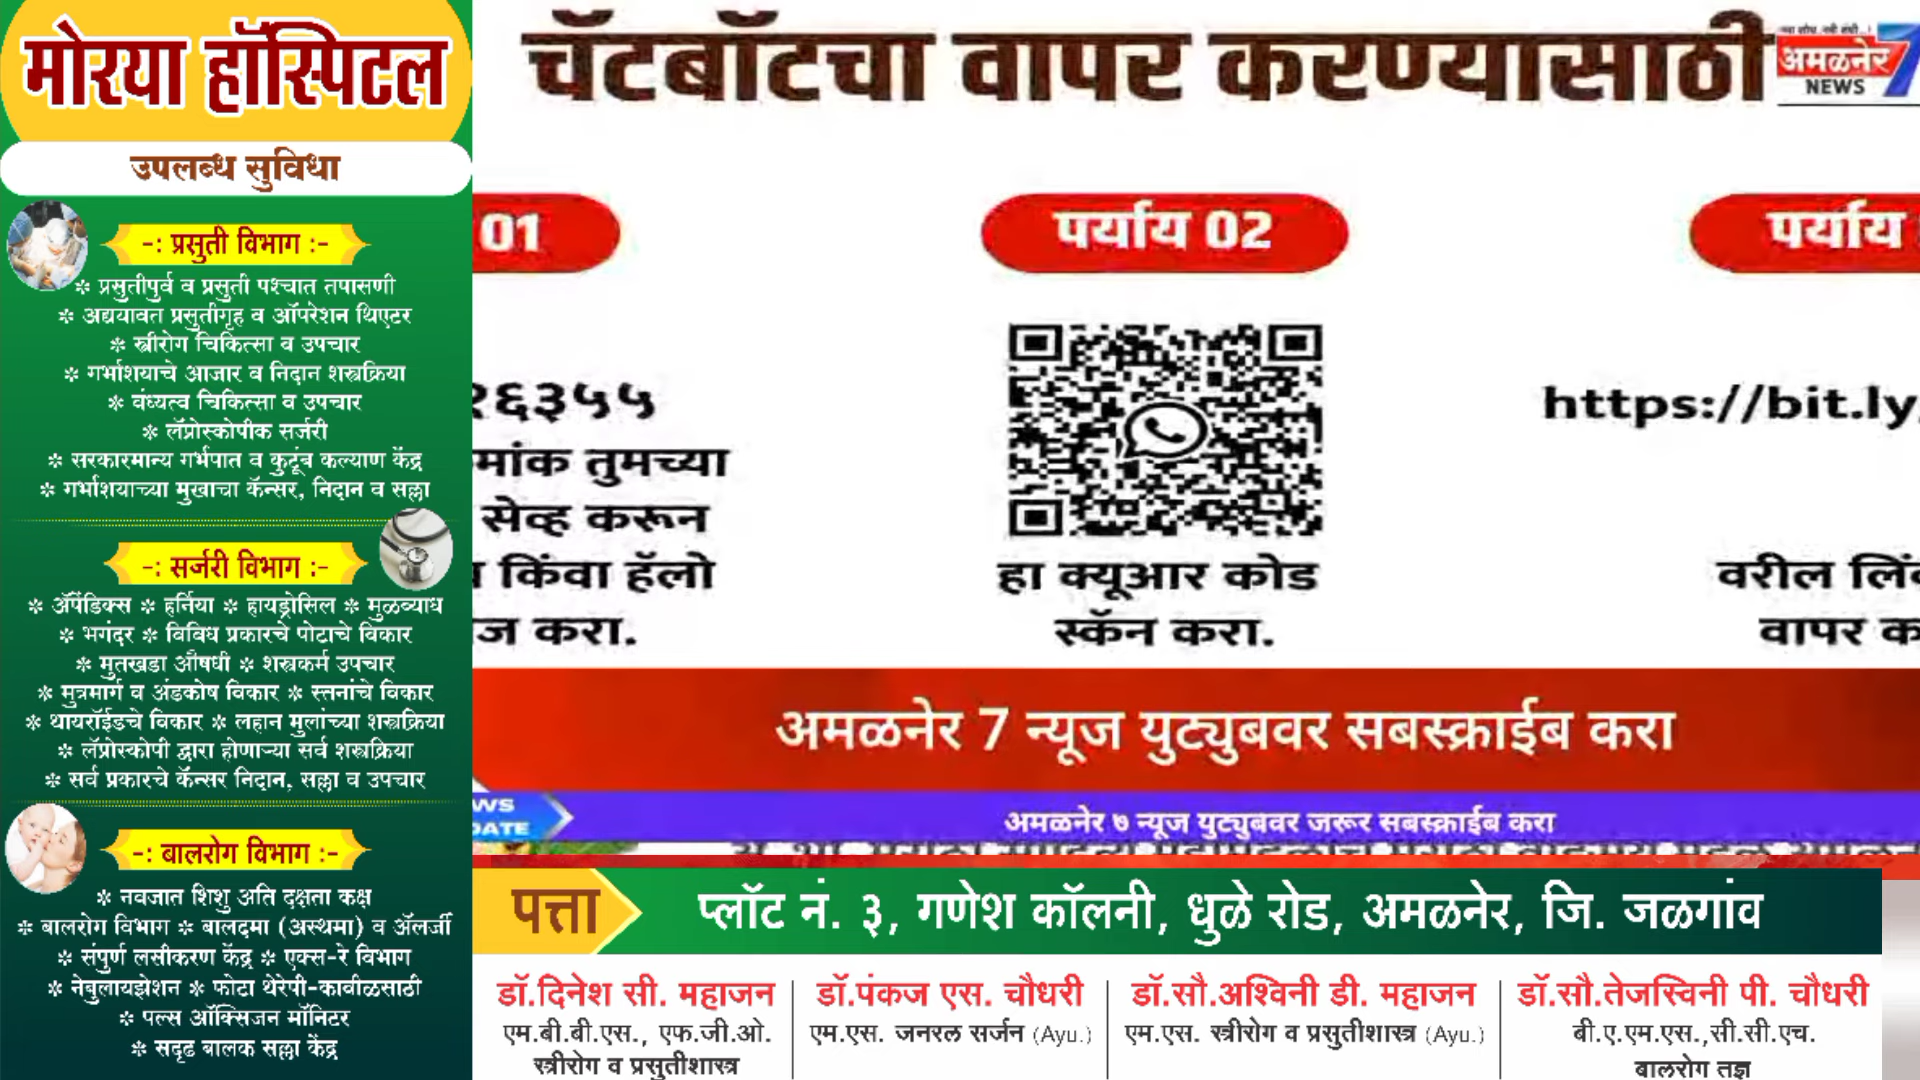 मोरया हॉस्पिटल
उपलब्ध सुविधा
-: प्रसुती विभाग :-
❇ प्रसुतीपुर्व व प्रसुती पश्चात तपासणी
❇ अद्ययावत प्रसुतीगृह व ऑपरेशन थिएटर
❇ स्त्रीरोग चिकित्सा व उपचार
❇ गर्भाशयाचे आजार व निदान शस्त्रक्रिया
❇ वंध्यत्व चिकित्सा व उपचार
❇ लॅप्रोस्कोपीक सर्जरी
❇ सरकारमान्य गर्भपात व कुटूंब कल्याण केंद्र
❇ गर्भाशयाच्या मुखाचा कॅन्सर, निदान व सल्ला
-: सर्जरी विभाग :-
❇ ॲपेंडिक्स ❇ हर्निया ❇ हायड्रोसिल ❇ मुळव्याध
❇ भगंदर ❇ विविध प्रकारचे पोटाचे विकार
❇ मुतखडा औषधी ❇ शस्त्रकर्म उपचार
❇ मुत्रमार्ग व अंडकोष विकार ❇ स्तनांचे विकार
❇ थायरॉईडचे विकार ❇ लहान मुलांच्या शस्त्रक्रिया
❇ लॅप्रोस्कोपी द्वारा होणाऱ्या सर्व शस्त्रक्रिया
❇ सर्व प्रकारचे कॅन्सर निदान, सल्ला व उपचार
-: बालरोग विभाग :-
❇ नवजात शिशु अति दक्षता कक्ष
❇ बालरोग विभाग ❇ बालदमा (अस्थमा) व ॲलर्जी
❇ संपुर्ण लसीकरण केंद्र ❇ एक्स-रे विभाग
❇ नेबुलायझेशन ❇ फोटो थेरेपी-कावीळसाठी
❇ पल्स ऑक्सिजन मॉनिटर
❇ सदृढ बालक सल्ला केंद्र
चॅटबॉटचा वापर करण्यासाठी
अमळनेर 7
NEWS
01
पर्याय 02
पर्याय
२६३५५
मांक तुमच्या
सेव्ह करून
किंवा हॅलो
ज करा.
हा क्यूआर कोड
स्कॅन करा.
https://bit.ly
वरील
वापर
अमळनेर 7 न्यूज युट्युबवर सबस्क्राईब करा
अमळनेर ७ न्यूज युट्युबवर जरूर सबस्क्राईब करा
पत्ता
प्लॉट नं. ३, गणेश कॉलनी, धुळे रोड, अमळनेर, जि. जळगांव
डॉ.दिनेश सी. महाजन
एम.बी.बी.एस., एफ.जी.ओ.
स्त्रीरोग व प्रसुतीशास्त्र
डॉ.पंकज एस. चौधरी
एम.एस. जनरल सर्जन (Ayu.)
डॉ.सौ.अश्विनी डी. महाजन
एम.एस. स्त्रीरोग व प्रसुतीशास्त्र (Ayu.)
डॉ.सौ.तेजस्विनी पी. चौधरी
बी.ए.एम.एस.,सी.सी.एच.
बालरोग तज्ञ